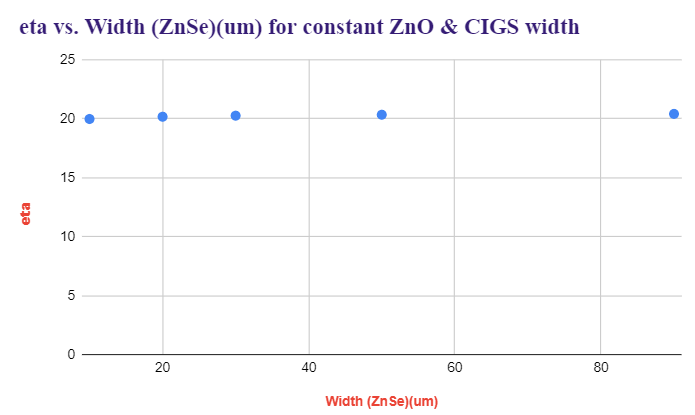 eta vs. Width (ZnSe)(um) for constant ZnO & CIGS width
25
20
15
10
5
0
eta
20 40 60 80
Width (ZnSe)(um)